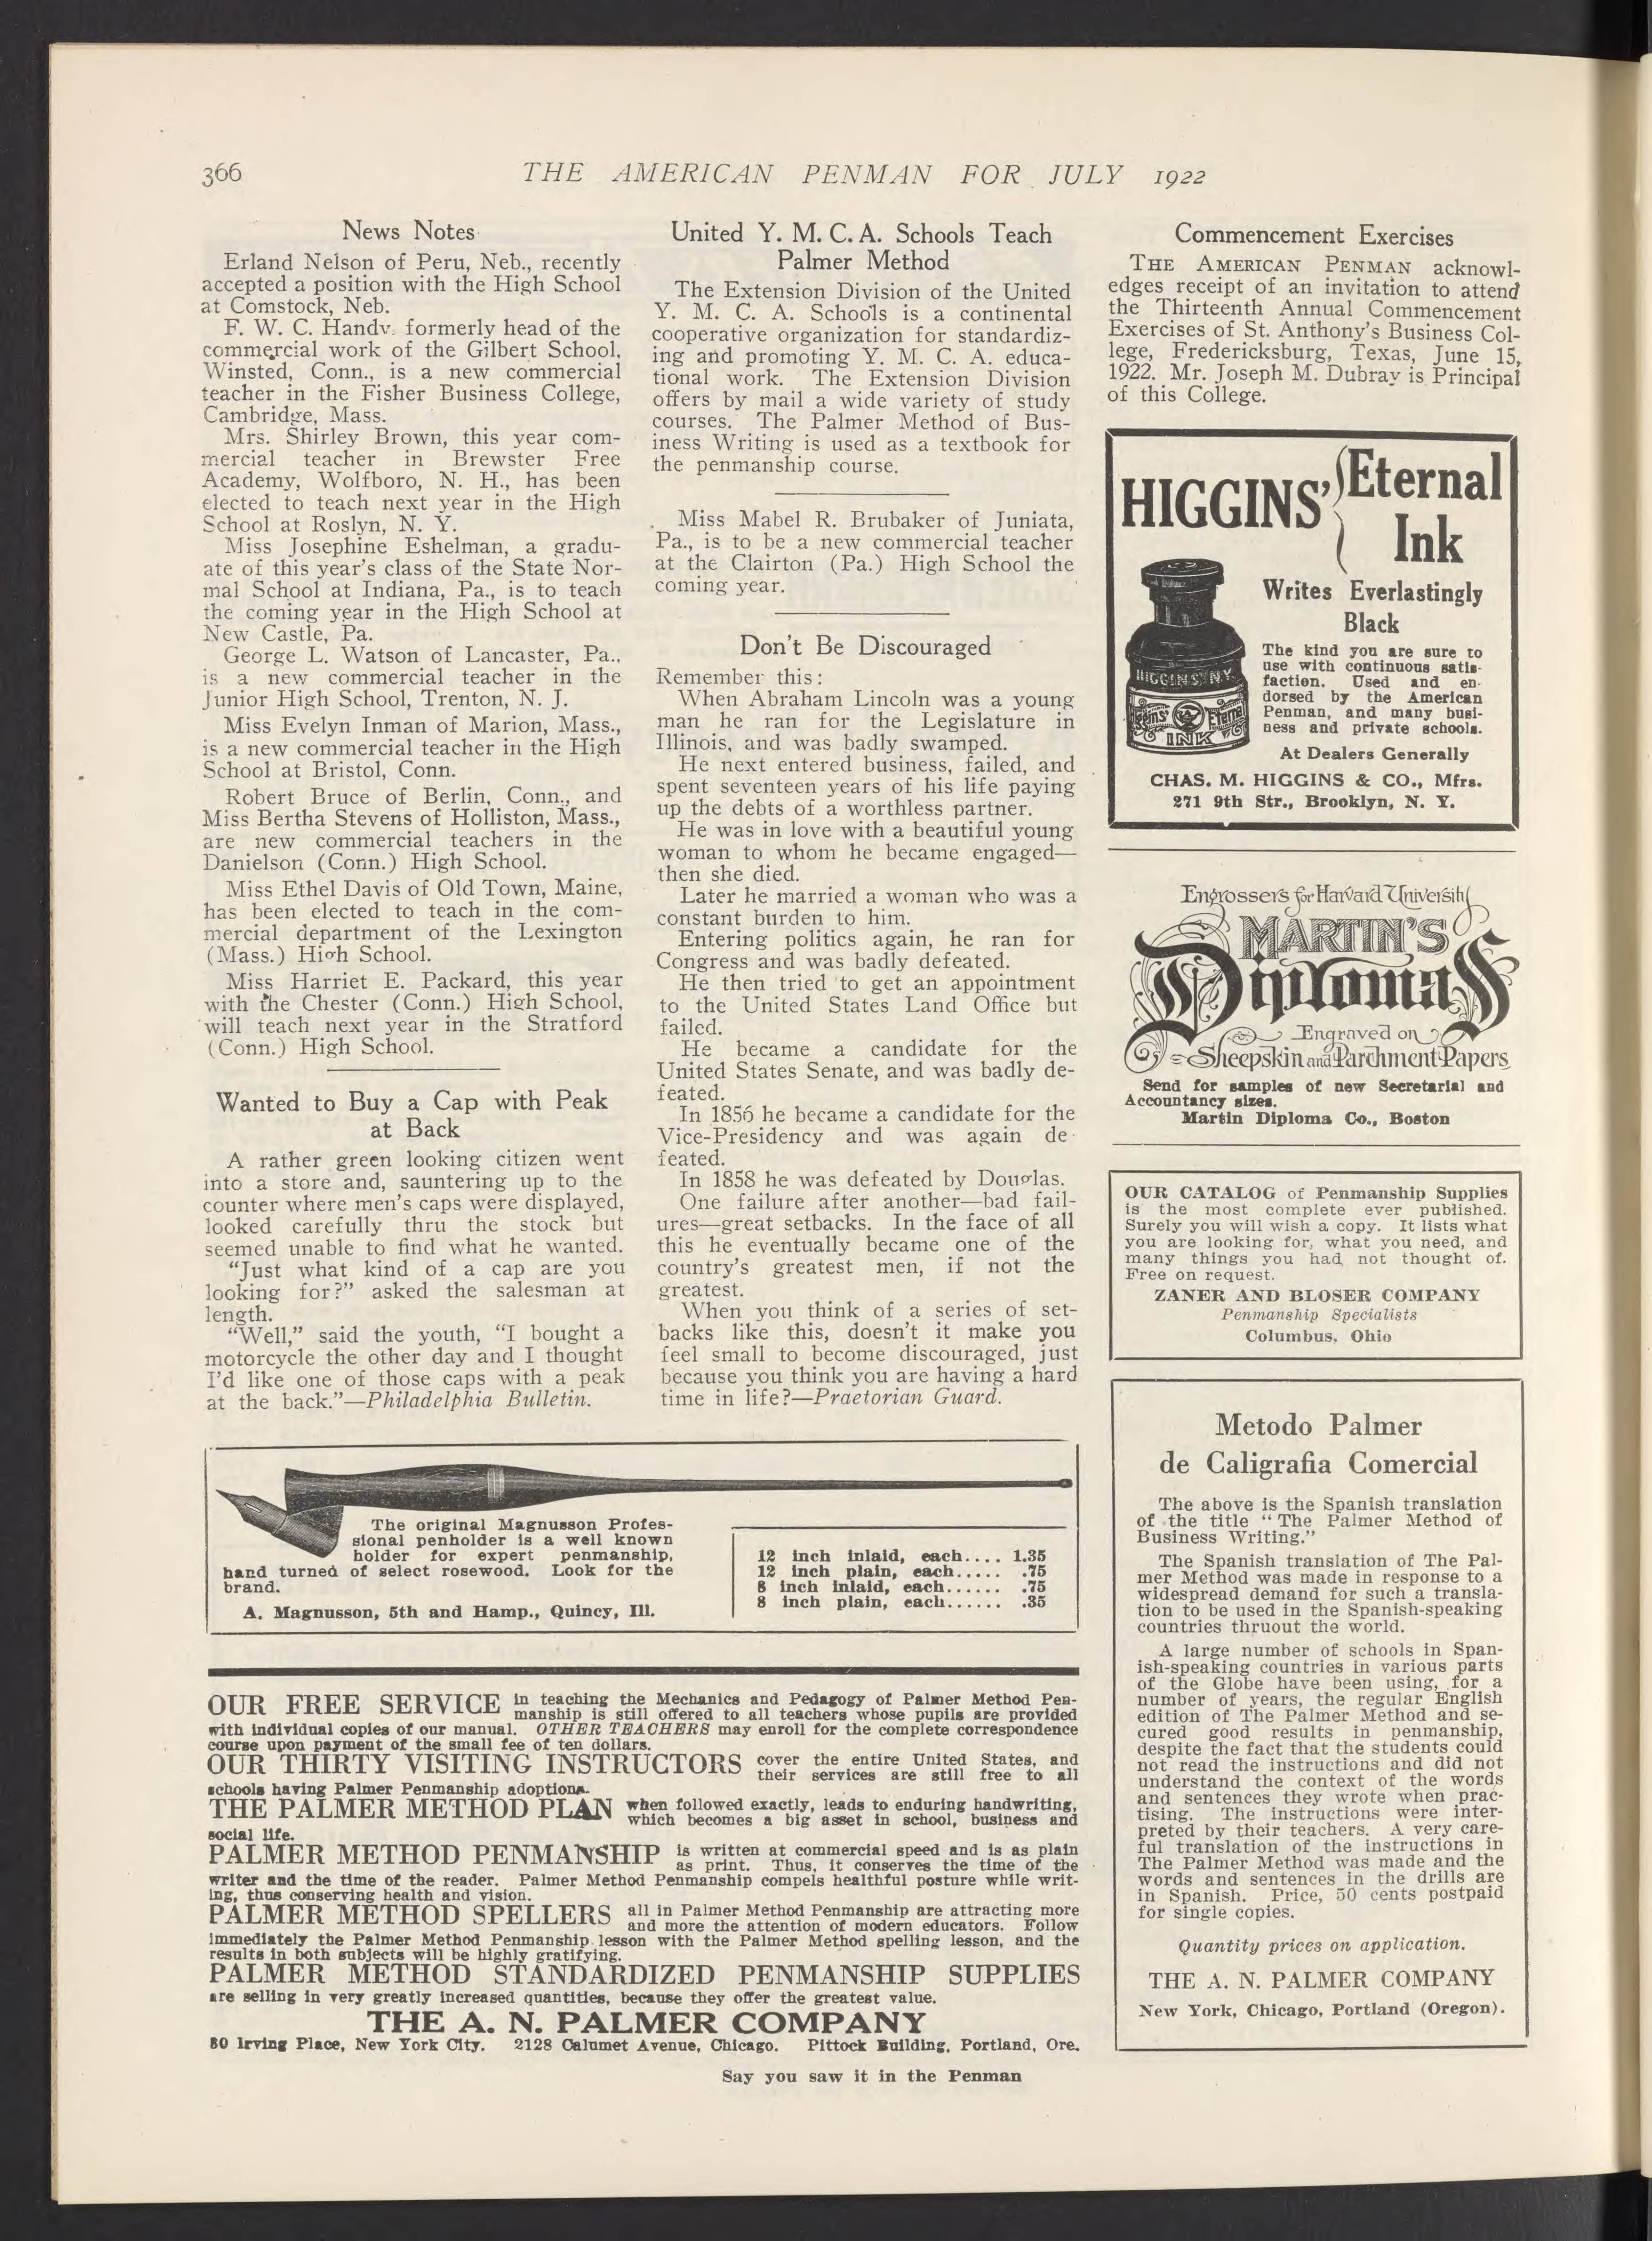 366
THE AMERICAN PENMAN FOR JULY 1922
News Notes
Erland Nelson of Peru, Neb., recently
accepted a position with the High School
at Comstock, Neb.
F. W. C. Handy formerly head of the
commercial work of the Gilbert School,
Winsted, Conn., is a new commercial
teacher in the Fisher Business College,
Cambridge, Mass.
Mrs. Shirley Brown, this year com-
mercial teacher in Brewster Free
Academy, Wolfboro, N. H., has been
elected to teach next year in the High
School at Roslyn, N. Y.
Miss Josephine Eshelman, a gradu-
ate of this year's class of the State Nor-
mal School at Indiana, Pa., is to teach
the coming year in the High School at
New Castle, Pa.
George L. Watson of Lancaster, Pa.,
is a new commercial teacher in the
Junior High School, Trenton, N. J.
Miss Evelyn Inman of Marion, Mass.,
is a new commercial teacher in the High
School at Bristol, Conn.
Robert Bruce of Berlin, Conn., and
Miss Bertha Stevens of Holliston, Mass.,
are new commercial teachers in the
Danielson (Conn.) High School.
Miss Ethel Davis of Old Town, Maine,
has been elected to teach in the com-
mercial department of the Lexington
(Mass.) High School.
Miss Harriet E. Packard, this year
with the Chester (Conn.) High School,
will teach next year in the Stratford
(Conn.) High School.
Wanted to Buy a Cap with Peak
at Back
A rather green looking citizen went
into a store and, sauntering up to the
counter where men's caps were displayed,
looked carefully thru the stock but
seemed unable to find what he wanted.
"Just what kind of a cap are you
looking for?" asked the salesman at
length.
"Well," said the youth, "I bought a
motorcycle the other day and I thought
I'd like one of those caps with a peak
at the back."—Philadelphia Bulletin.
United Y. M. C. A. Schools Teach
Palmer Method
The Extension Division of the United
Y. M. C. A. Schools is a continental
cooperative organization for standardiz-
ing and promoting Y. M. C. A. educa-
tional work. The Extension Division
offers by mail a wide variety of study
courses. The Palmer Method of Bus-
iness Writing is used as a textbook for
the penmanship course.
Miss Mabel R. Brubaker of Juniata,
Pa., is to be a new commercial teacher
at the Clairton (Pa.) High School the
coming year.
Don't Be Discouraged
Remember this:
When Abraham Lincoln was a young
man he ran for the Legislature in
Illinois, and was badly swamped.
He next entered business, failed, and
spent seventeen years of his life paying
up the debts of a worthless partner.
He was in love with a beautiful young
woman to whom he became engaged—
then she died.
Later he married a woman who was a
constant burden to him.
Entering politics again, he ran for
Congress and was badly defeated.
He then tried to get an appointment
to the United States Land Office but
failed.
He became a candidate for the
United States Senate, and was badly de-
feated.
In 1856 he became a candidate for the
Vice-Presidency and was again de-
feated.
In 1858 he was defeated by Douglas.
One failure after another—bad fail-
ures—great setbacks. In the face of all
this he eventually became one of the
country's greatest men, if not the
greatest.
When you think of a series of set-
backs like this, doesn't it make you
feel small to become discouraged, just
because you think you are having a hard
time in life?—Praetorian Guard.
Commencement Exercises
THE AMERICAN PENMAN acknowl-
edges receipt of an invitation to attend
the Thirteenth Annual Commencement
Exercises of St. Anthony's Business Col-
lege, Fredericksburg, Texas, June 15,
1922. Mr. Joseph M. Dubray is Principal
of this College.
HIGGINS' Eternal
Ink
Writes Everlastingly
Black
The kind you are sure to
use with continuous satis-
faction. Used and en-
dorsed by the American
Penman, and many busi-
ness and private schools.
HIGGINS N.Y.
Higgins' Eternal
INK
At Dealers Generally
CHAS. M. HIGGINS & CO., Mfrs.
271 9th Str., Brooklyn, N. Y.
Engrossers for Harvard University
MARTIN'S
Diplomas
Engraved on
Sheepskin and Parchment Papers
Send for samples of new Secretarial and
Accountancy sizes.
Martin Diploma Co., Boston
OUR CATALOG of Penmanship Supplies
is the most complete ever published.
Surely you will wish a copy. It lists what
you are looking for, what you need, and
many things you had not thought of.
Free on request.
ZANER AND BLOSER COMPANY
Penmanship Specialists
Columbus, Ohio
Metodo Palmer
de Caligrafia Comercial
The above is the Spanish translation
of the title "The Palmer Method of
Business Writing."
The Spanish translation of The Pal-
mer Method was made in response to a
widespread demand for such a transla-
tion to be used in the Spanish-speaking
countries thruout the world.
A large number of schools in Span-
ish-speaking countries in various parts
of the Globe have been using, for a
number of years, the regular English
edition of The Palmer Method and se-
cured good results in penmanship,
despite the fact that the students could
not read the instructions and did not
understand the context of the words
and sentences they wrote when prac-
tising. The instructions were inter-
preted by their teachers. A very care-
ful translation of the instructions in
The Palmer Method was made and the
words and sentences in the drills are
in Spanish. Price, 50 cents postpaid
for single copies.
Quantity prices on application.
THE A. N. PALMER COMPANY
New York, Chicago, Portland (Oregon).
The original Magnusson Profes-
sional penholder is a well known
holder for expert penmanship,
hand turned of select rosewood. Look for the
brand.
A. Magnusson, 5th and Hamp., Quincy, Ill.
12 inch inlaid, each.... 1.35
12 inch plain, each..... .75
8 inch inlaid, each...... .75
8 inch plain, each...... .35
OUR FREE SERVICE in teaching the Mechanics and Pedagogy of Palmer Method Pen-
manship is still offered to all teachers whose pupils are provided
with individual copies of our manual. OTHER TEACHERS may enroll for the complete correspondence
course upon payment of the small fee of ten dollars.
OUR THIRTY VISITING INSTRUCTORS cover the entire United States, and
their services are still free to all
schools having Palmer Penmanship adoptions.
THE PALMER METHOD PLAN when followed exactly, leads to enduring handwriting,
which becomes a big asset in school, business and
social life.
PALMER METHOD PENMANSHIP is written at commercial speed and is as plain
as print. Thus, it conserves the time of the
writer and the time of the reader. Palmer Method Penmanship compels healthful posture while writ-
ing, thus conserving health and vision.
PALMER METHOD SPELLERS all in Palmer Method Penmanship are attracting more
and more the attention of modern educators. Follow
immediately the Palmer Method Penmanship lesson with the Palmer Method spelling lesson, and the
results in both subjects will be highly gratifying.
PALMER METHOD STANDARDIZED PENMANSHIP SUPPLIES
are selling in very greatly increased quantities, because they offer the greatest value.
THE A. N. PALMER COMPANY
30 Irving Place, New York City. 2128 Calumet Avenue, Chicago. Pittock Building, Portland, Ore.
Say you saw it in the Penman